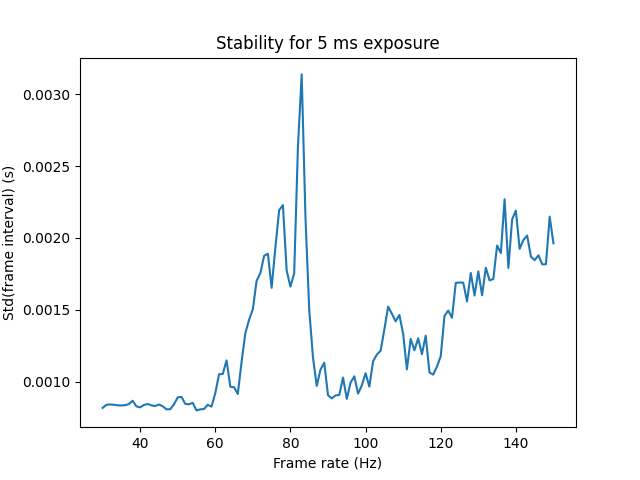 Stability for 5 ms exposure
0.0030
0.0025
0.0020
0.0015
0.0010
Std(frame interval) (s)
40 60 80 100 120 140
Frame rate (Hz)